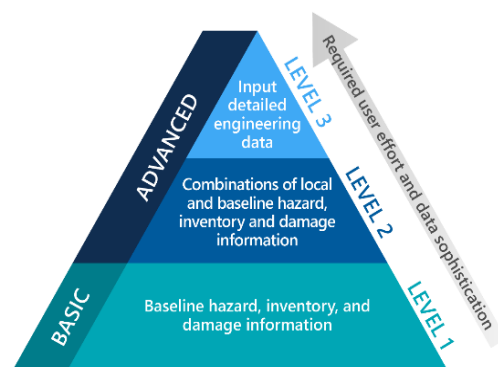 ADVANCED
BASIC
Input
detailed
engineering
data
LEVEL 3
Combinations of local
and baseline hazard,
inventory and damage
information
LEVEL 2
Baseline hazard, inventory, and
damage information
LEVEL 1
Required user effort and data sophistication